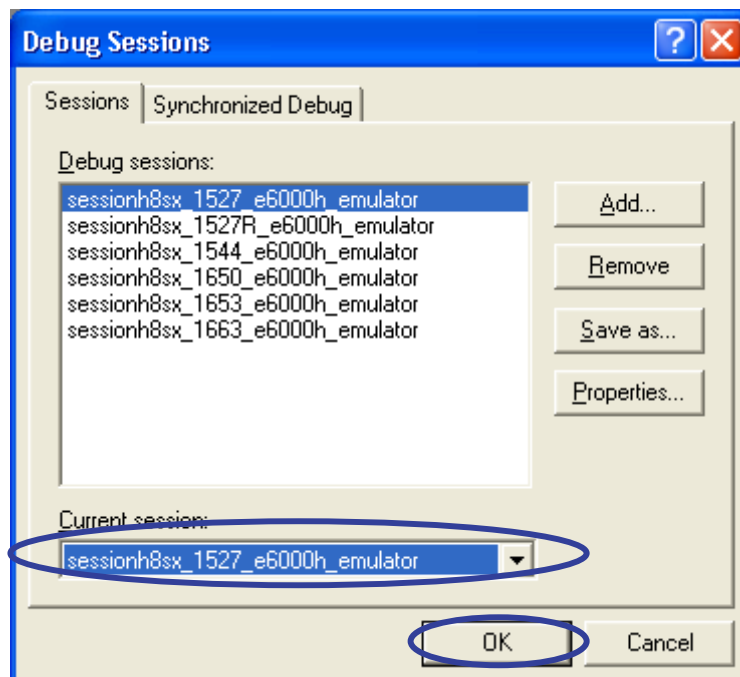 Debug Sessions
Sessions
Synchronized Debug
Debug sessions:
sessionh8sx_1527_e6000h_emulator
sessionh8sx_1527R_e6000h_emulator
sessionh8sx_1544_e6000h_emulator
sessionh8sx_1650_e6000h_emulator
sessionh8sx_1653_e6000h_emulator
sessionh8sx_1663_e6000h_emulator
Add...
Remove
Save as...
Properties...
Current session:
sessionh8sx_1527_e6000h_emulator
OK
Cancel